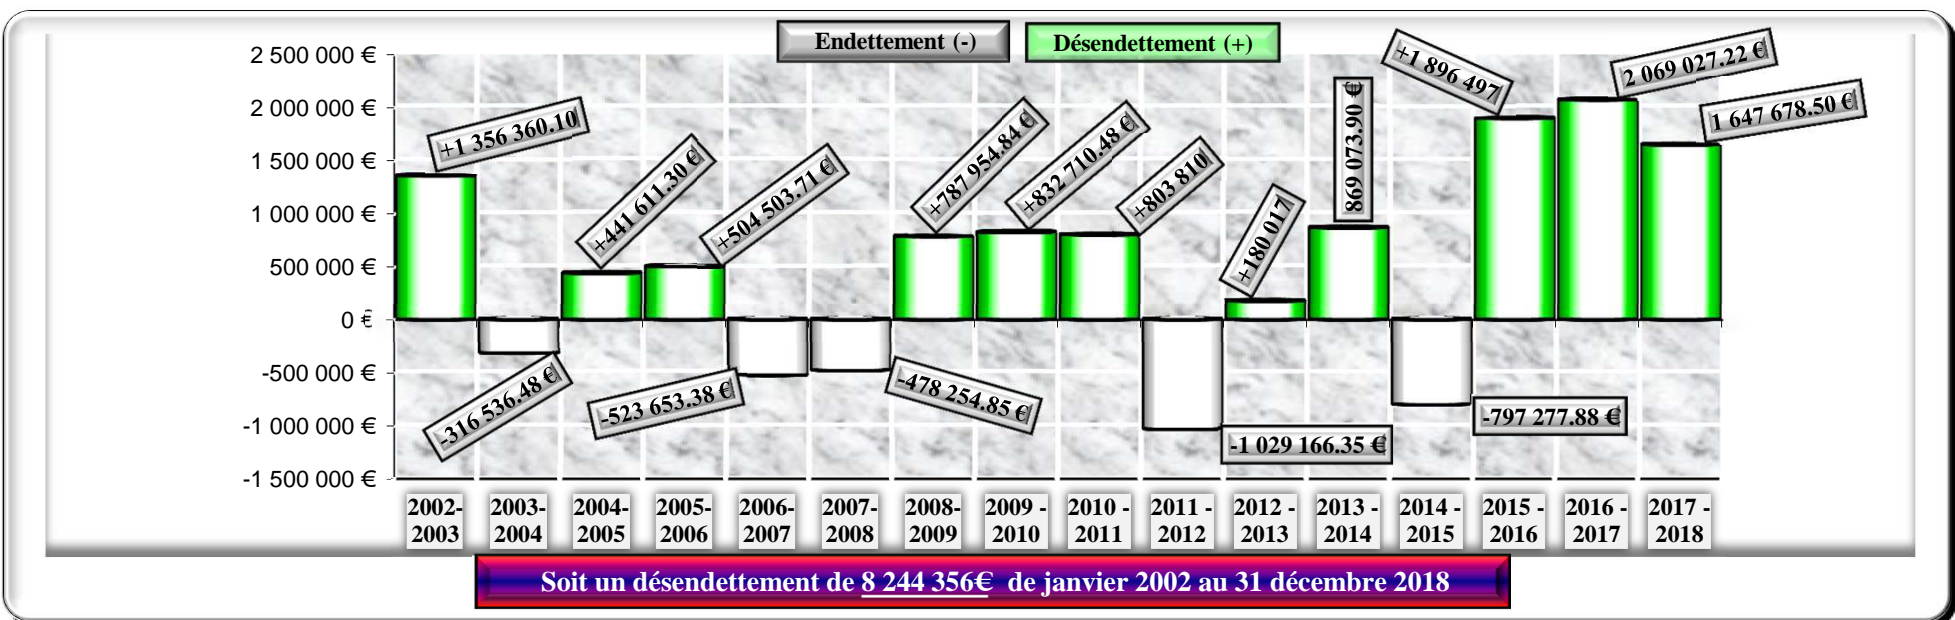 Endettement (-)
Désendettement (+)
2 500 000 €
2 000 000 €
1 500 000 €
1 000 000 €
500 000 €
0 €
-500 000 €
-1 000 000 €
-1 500 000 €
+1 356 360.10
-316 536.48 €
+441 611.30 €
+504 503.71 €
-523 653.38 €
-478 254.85 €
+787 954.84 €
+832 710.48 €
+803 810
-1 029 166.35 €
+180 017
869 073.90 €
-797 277.88 €
+1 896 497
2 069 027.22 €
1 647 678.50 €
2002-
2003
2003-
2004
2004-
2005
2005-
2006
2006-
2007
2007-
2008
2008-
2009
2009 -
2010
2010 -
2011
2011 -
2012
2012 -
2013
2013 -
2014
2014 -
2015
2015 -
2016
2016 -
2017
2017 -
2018
Soit un désendettement de 8 244 356€ de janvier 2002 au 31 décembre 2018